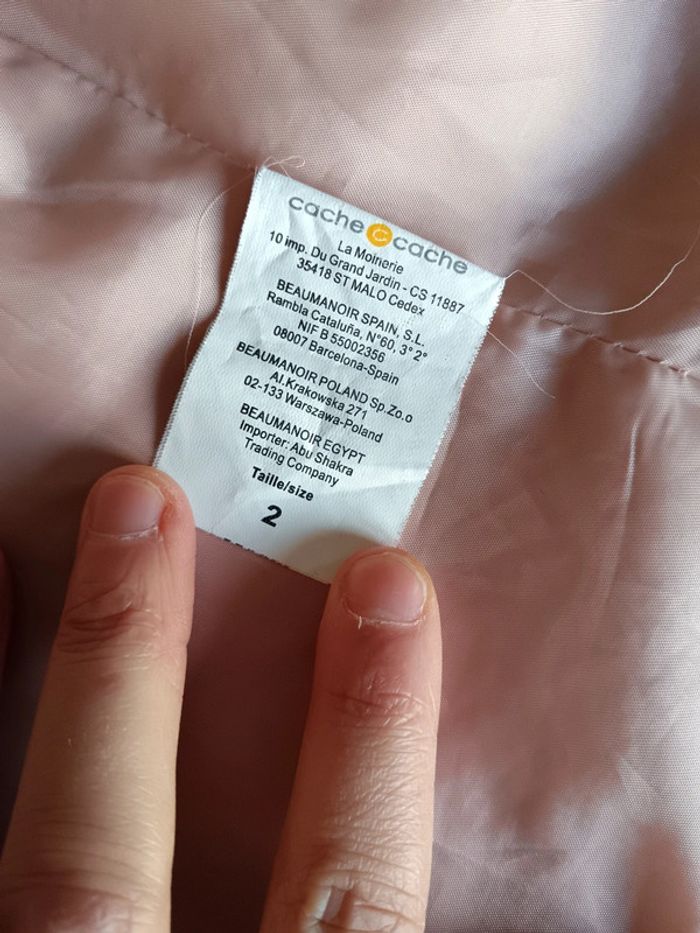 cache c cache
La Moinerie
10 imp. Du Grand Jardin - CS 11887
35418 ST MALO Cedex
BEAUMANOIR SPAIN, S.L.
Rambla Cataluña, N°60, 3° 2°
NIF B 55002356
08007 Barcelona-Spain
BEAUMANOIR POLAND Sp.Zo.o
Al.Krakowska 271
02-133 Warszawa-Poland
BEAUMANOIR EGYPT
Importer: Abu Shakra
Trading Company
Taille/size
2